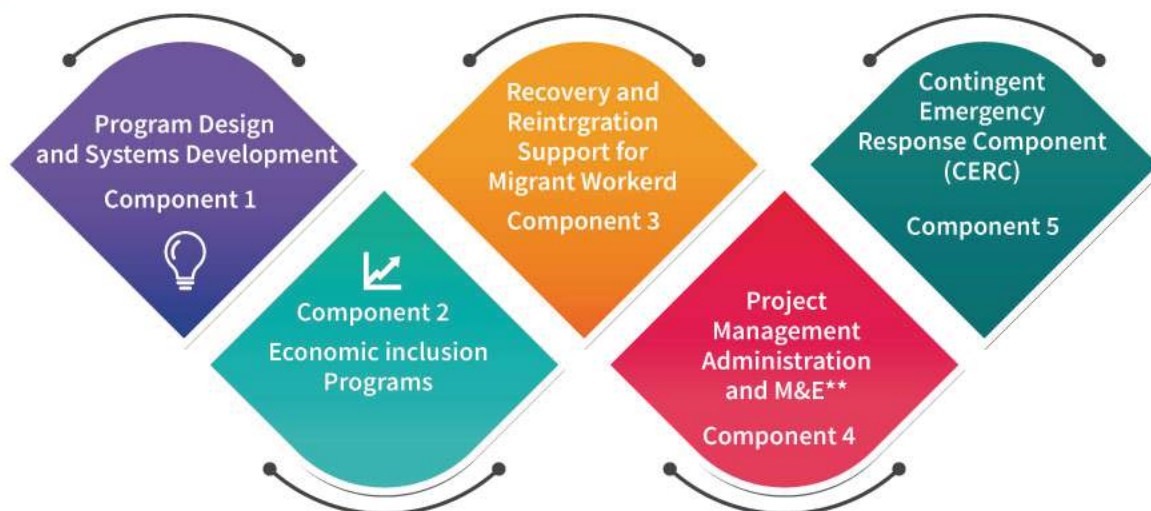 Program Design
and Systems Development
Component 1
Component 2
Economic inclusion
Programs
Recovery and
Reintrgration
Support for
Migrant Workerd
Component 3
Project
Management
Administration
and M&E**
Component 4
Contingent
Emergency
Response Component
(CERC)
Component 5